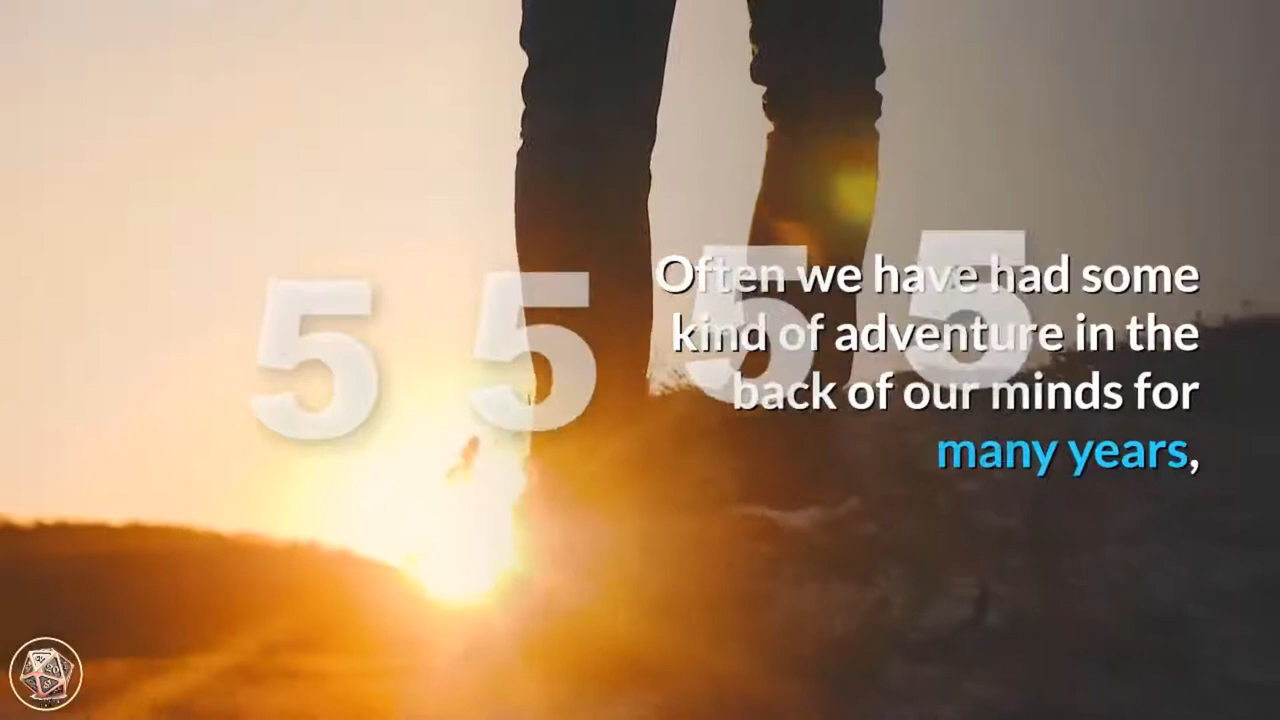 5 5 5 5
Often we have had some
kind of adventure in the
back of our minds for
many years,